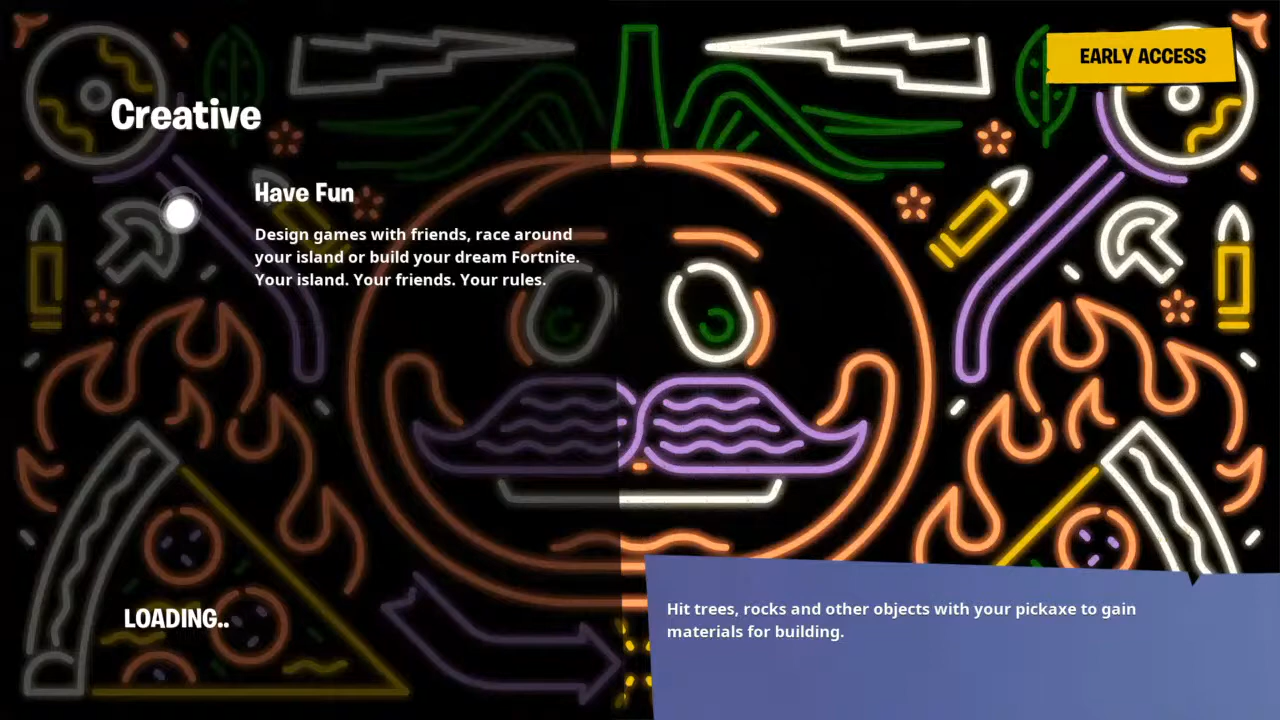 EARLY ACCESS
Creative
Have Fun
Design games with friends, race around
your island or build your dream Fortnite.
Your island. Your friends. Your rules.
LOADING..
Hit trees, rocks and other objects with your pickaxe to gain
materials for building.